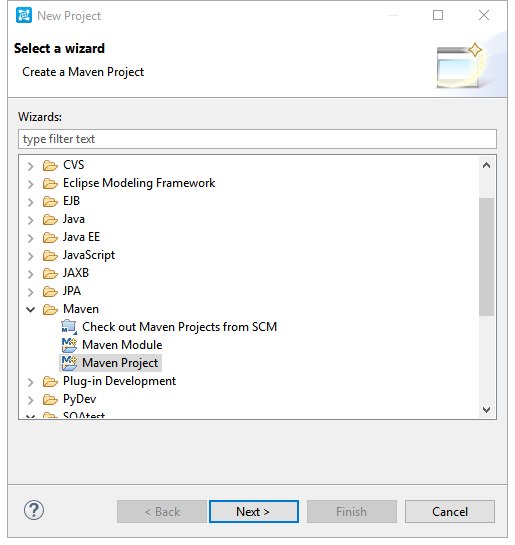 New Project
Select a wizard
Create a Maven Project
Wizards:
type filter text
CVS
Eclipse Modeling Framework
EJB
Java
Java EE
JavaScript
JAXB
JPA
Maven
Check out Maven Projects from SCM
Maven Module
Maven Project
Plug-in Development
PyDev
SOAtest
?
< Back
Next >
Finish
Cancel